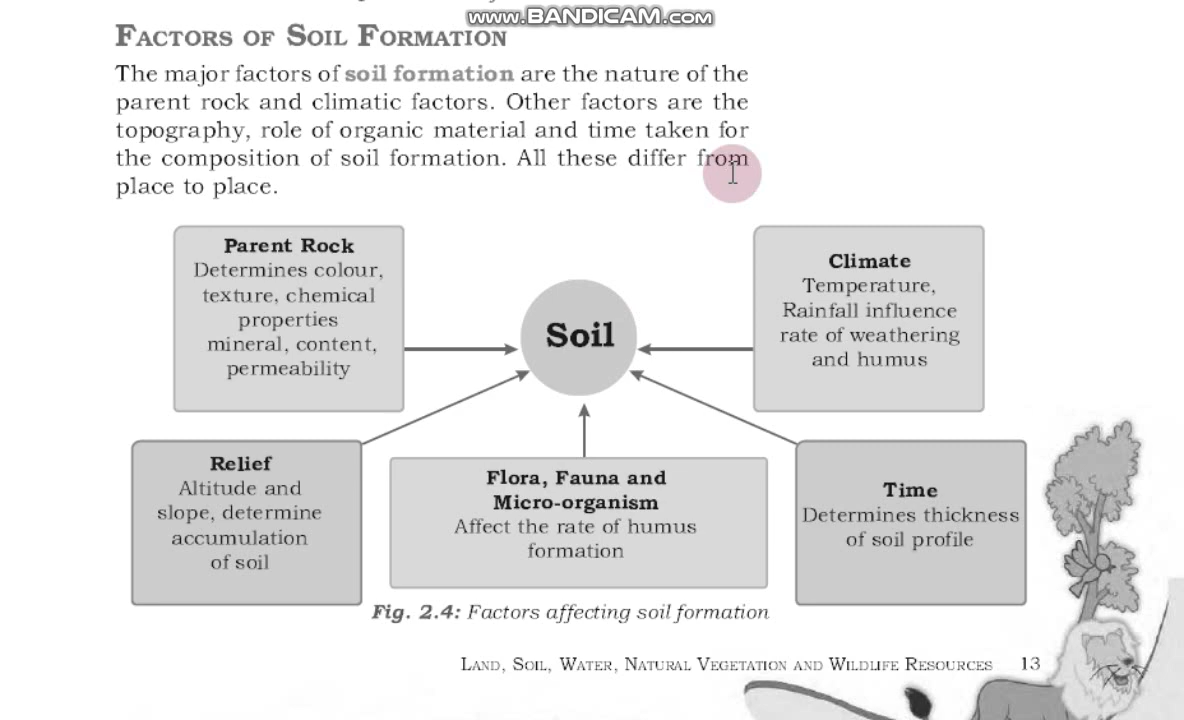 www.BANDICAM.com
FACTORS OF SOIL FORMATION
The major factors of soil formation are the nature of the
parent rock and climatic factors. Other factors are the
topography, role of organic material and time taken for
the composition of soil formation. All these differ from
place to place.
Parent Rock
Determines colour,
texture, chemical
properties
mineral, content,
permeability
Soil
Climate
Temperature,
Rainfall influence
rate of weathering
and humus
Relief
Altitude and
slope, determine
accumulation
of soil
Flora, Fauna and
Micro-organism
Affect the rate of humus
formation
Time
Determines thickness
of soil profile
Fig. 2.4: Factors affecting soil formation
LAND, SOIL, WATER, NATURAL VEGETATION AND WILDLIFE RESOURCES 13